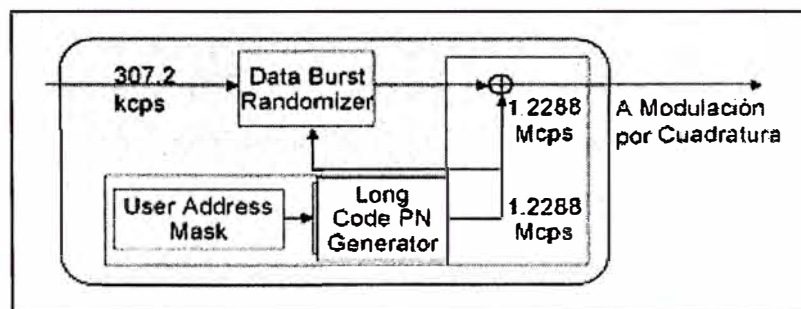 307.2
kcps
Data Burst
Randomizer
1.2288
Mcps
A Modulación
por Cuadratura
User Address
Mask
Long
Code PN
Generator
1.2288
Mcps